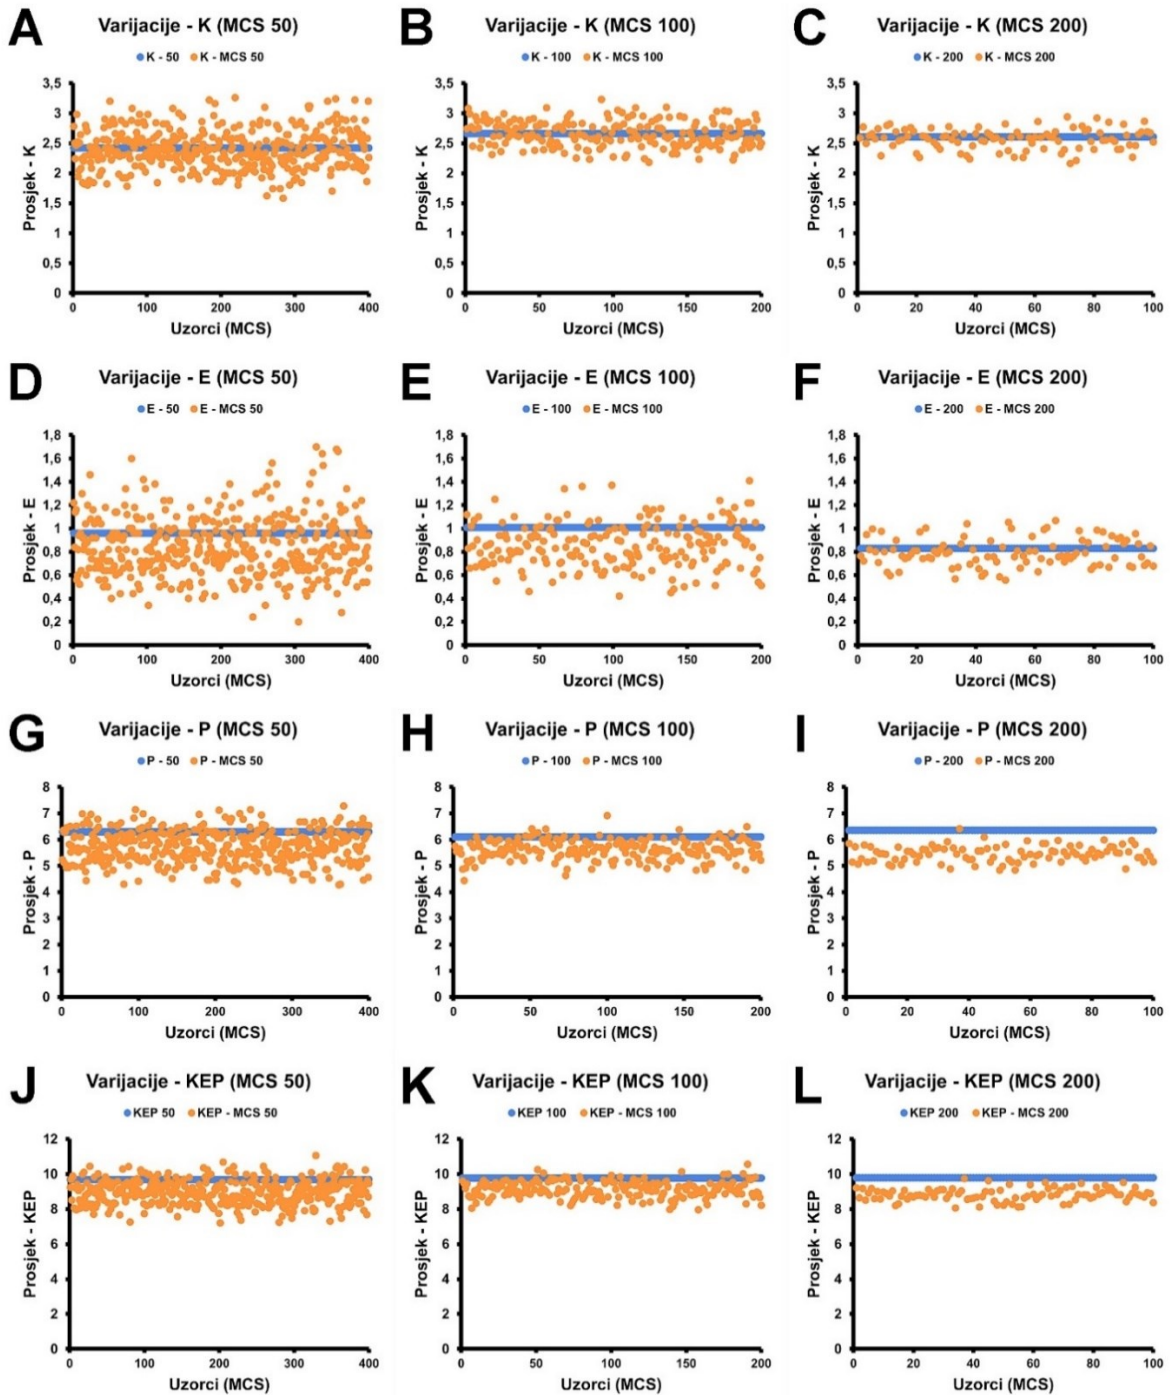 A
Varijacije - K (MCS 50)
K - 50 K - MCS 50
3,5
3
2,5
2
1,5
1
0,5
0
Prosjek - K
0 100 200 300 400
Uzorci (MCS)
B
Varijacije - K (MCS 100)
K - 100 K - MCS 100
3,5
3
2,5
2
1,5
1
0,5
0
Prosjek - K
0 50 100 150 200
Uzorci (MCS)
C
Varijacije - K (MCS 200)
K - 200 K - MCS 200
3,5
3
2,5
2
1,5
1
0,5
0
Prosjek - K
0 20 40 60 80 100
Uzorci (MCS)
D
Varijacije - E (MCS 50)
E - 50 E - MCS 50
1,8
1,6
1,4
1,2
1
0,8
0,6
0,4
0,2
0
Prosjek - E
0 100 200 300 400
Uzorci (MCS)
E
Varijacije - E (MCS 100)
E - 100 E - MCS 100
1,8
1,6
1,4
1,2
1
0,8
0,6
0,4
0,2
0
Prosjek - E
0 50 100 150 200
Uzorci (MCS)
F
Varijacije - E (MCS 200)
E - 200 E - MCS 200
1,8
1,6
1,4
1,2
1
0,8
0,6
0,4
0,2
0
Prosjek - E
0 20 40 60 80 100
Uzorci (MCS)
G
Varijacije - P (MCS 50)
P - 50 P - MCS 50
8
7
6
5
4
3
2
1
0
Prosjek - P
0 100 200 300 400
Uzorci (MCS)
H
Varijacije - P (MCS 100)
P - 100 P - MCS 100
8
7
6
5
4
3
2
1
0
Prosjek - P
0 50 100 150 200
Uzorci (MCS)
I
Varijacije - P (MCS 200)
P - 200 P - MCS 200
8
7
6
5
4
3
2
1
0
Prosjek - P
0 20 40 60 80 100
Uzorci (MCS)
J
Varijacije - KEP (MCS 50)
KEP 50 KEP - MCS 50
12
10
8
6
4
2
0
Prosjek - KEP
0 100 200 300 400
Uzorci (MCS)
K
Varijacije - KEP (MCS 100)
KEP 100 KEP - MCS 100
12
10
8
6
4
2
0
Prosjek - KEP
0 50 100 150 200
Uzorci (MCS)
L
Varijacije - KEP (MCS 200)
KEP 200 KEP - MCS 200
12
10
8
6
4
2
0
Prosjek - KEP
0 20 40 60 80 100
Uzorci (MCS)